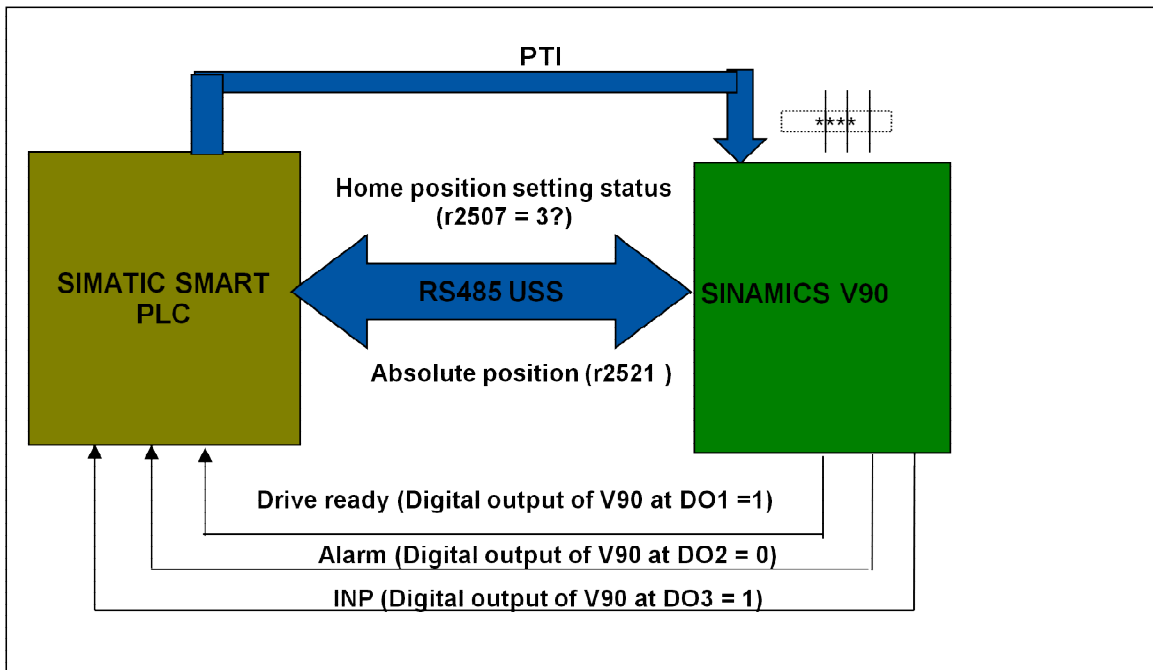 PTI
****
Home position setting status
(r2507 = 3?)
SIMATIC SMART
PLC
RS485 USS
SINAMICS V90
Absolute position (r2521 )
Drive ready (Digital output of V90 at DO1 =1)
Alarm (Digital output of V90 at DO2 = 0)
INP (Digital output of V90 at DO3 = 1)